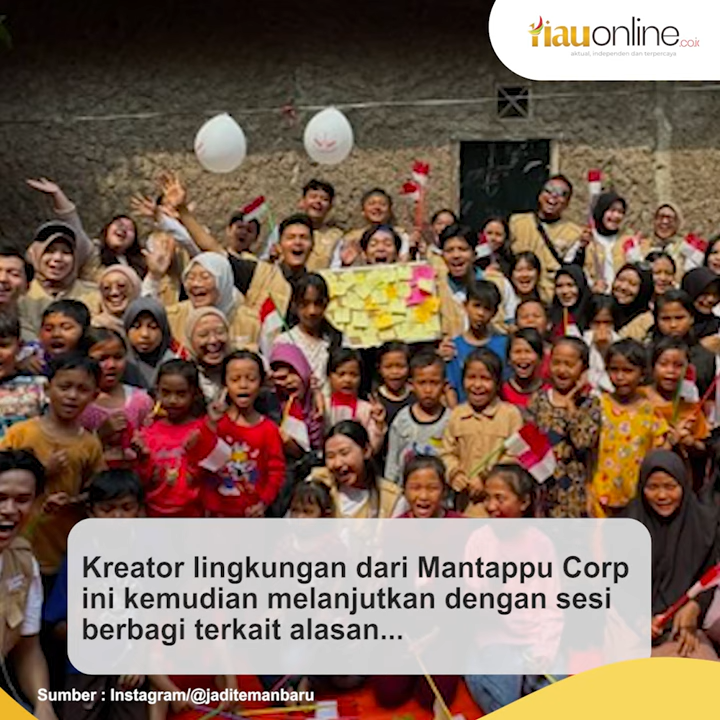 riauonline.co.id
aktual, independen dan terpercaya
Kreator lingkungan dari Mantappu Corp
ini kemudian melanjutkan dengan sesi
berbagi terkait alasan...
Sumber : Instagram/@jaditemanbaru